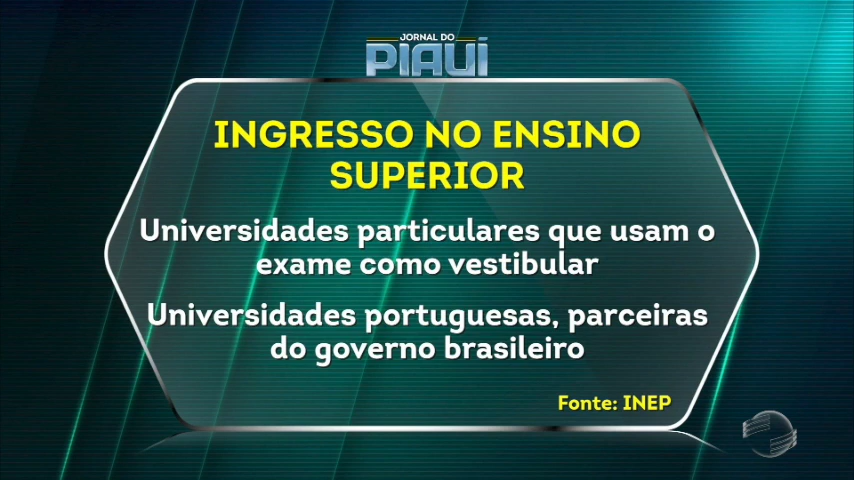 JORNAL DO
PIAUÍ
INGRESSO NO ENSINO
SUPERIOR
Universidades particulares que usam o
exame como vestibular
Universidades portuguesas, parceiras
do governo brasileiro
Fonte: INEP